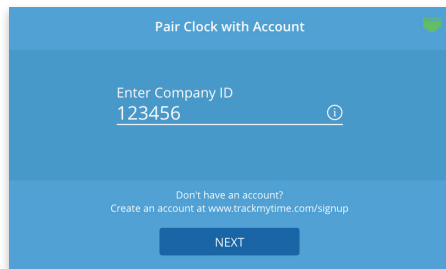 Pair Clock with Account
Enter Company ID
123456
Don't have an account?
Create an account at www.trackmytime.com/signup
NEXT